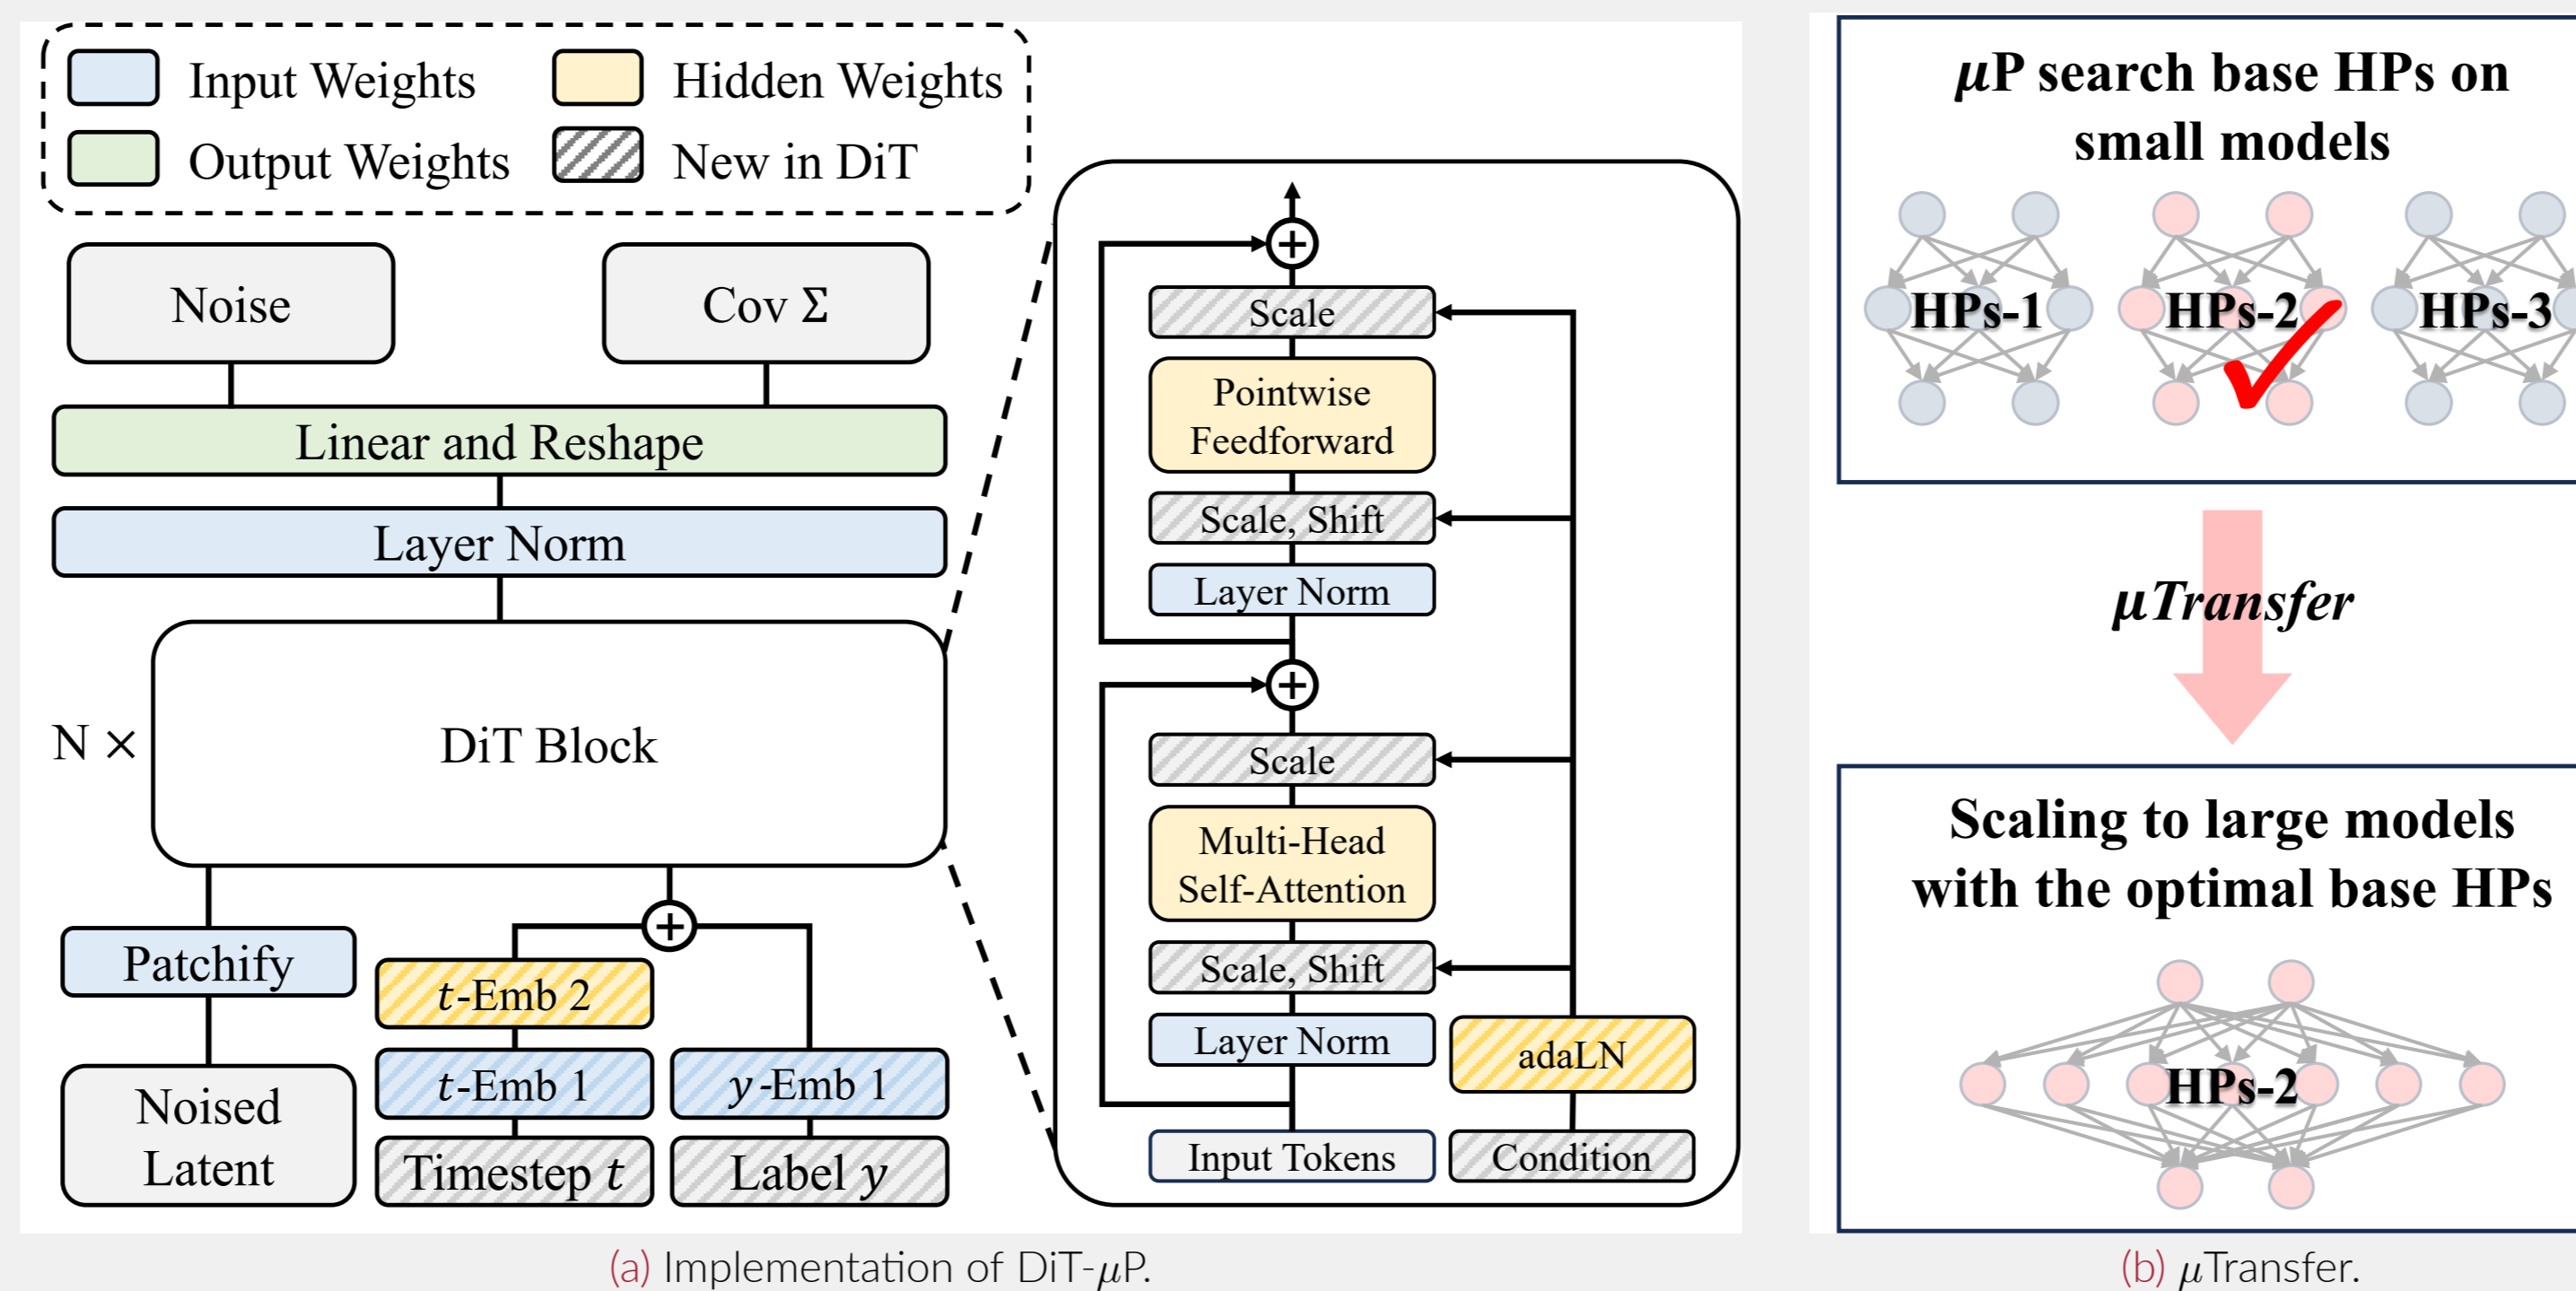 Input Weights
Hidden Weights
Output Weights
New in DiT
Noise
Cov Σ
Linear and Reshape
Layer Norm
N ×
DiT Block
Patchify
Noised
Latent
t-Emb 2
t-Emb 1
Timestep t
y-Emb 1
Label y
Scale
Pointwise
Feedforward
Scale, Shift
Layer Norm
Scale
Multi-Head
Self-Attention
Scale, Shift
Layer Norm
adaLN
Input Tokens
Condition
(a) Implementation of DiT-μP.
μP search base HPs on
small models
HPs-1
HPs-2
HPs-3
μTransfer
Scaling to large models
with the optimal base HPs
HPs-2
(b) μTransfer.